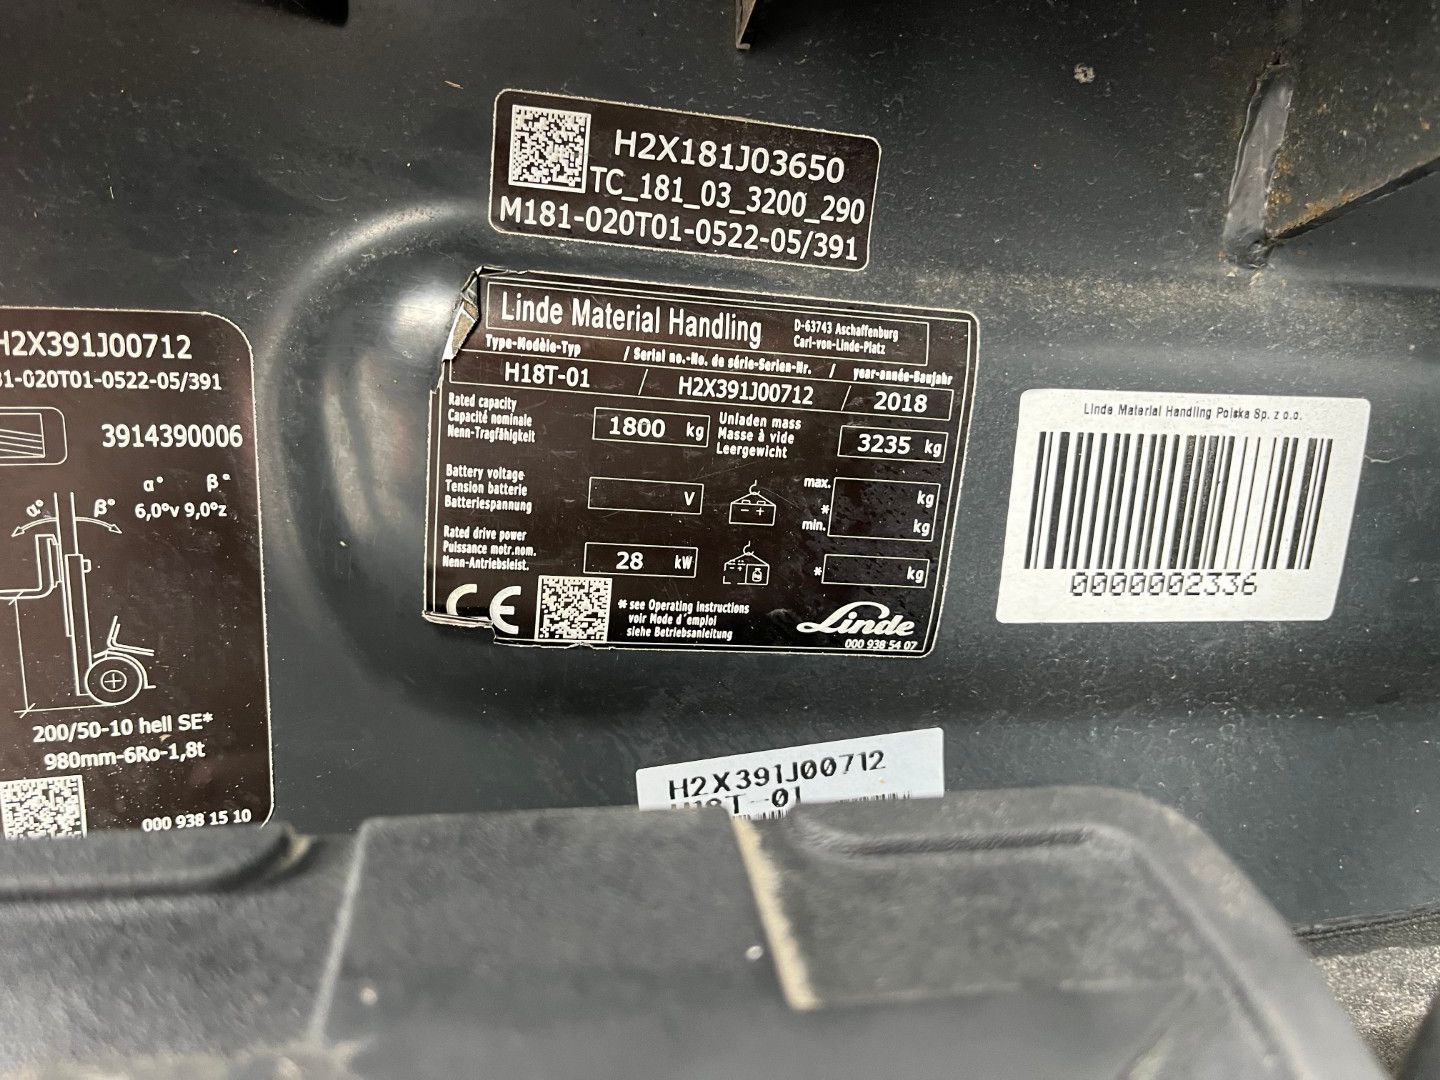 H2X181J03650
TC_181_03_3200_290
M181-020T01-0522-05/391
Linde Material Handling
D-63743 Aschaffenburg
Carl-von-Linde-Platz
Type-Modèle-Typ / Serial no.-No. de série-Serien-Nr. / year-année-Baujahr
H18T-01 / H2X391J00712 / 2018
Rated capacity
Capacité nominale
Nenn-Tragfähigkeit
1800 kg
Unladen mass
Masse à vide
Leergewicht
3235 kg
Battery voltage
Tension batterie
Batteriespannung
V
max. kg
*
min. kg
Rated drive power
Puissance motr.nom.
Nenn-Antriebsleist.
28 kW
* kg
CE
* see Operating instructions
voir Mode d'emploi
siehe Betriebsanleitung
Linde
000 938 54 07
H2X391J00712
81-020T01-0522-05/391
3914390006
α° β°
α° β° 6,0°v 9,0°z
200/50-10 hell SE*
980mm-6Ro-1,8t
000 938 15 10
Linde Material Handling Polska Sp. z o.o.
0000002336
H2X391J00712
H18T-01